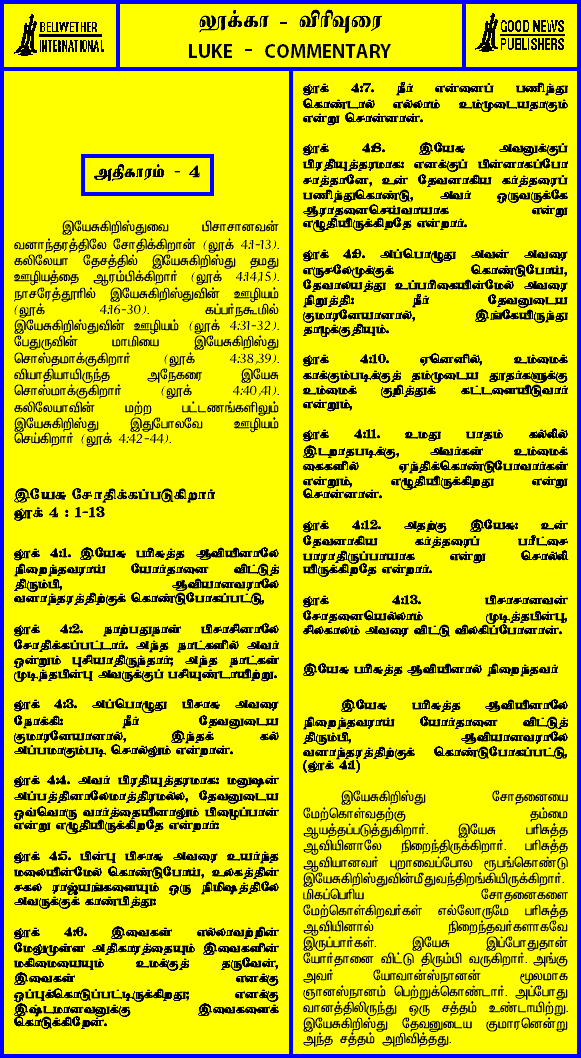 BELLWETHER
INTERNATIONAL
லூக்கா - விரிவுரை
LUKE - COMMENTARY
GOOD NEWS
PUBLISHERS
அதிகாரம் - 4
இயேசுகிறிஸ்துவை பிசாசானவன்
வனாந்தரத்திலே சோதிக்கிறான் (லூக் 4:1-13).
கலிலேயா தேசத்தில் இயேசுகிறிஸ்து தமது
ஊழியத்தை ஆரம்பிக்கிறார் (லூக் 4:14,15).
நாசரேத்தூரில் இயேசுகிறிஸ்துவின் ஊழியம்
(லூக் 4:16-30). கப்பர்நகூமில்
இயேசுகிறிஸ்துவின் ஊழியம் (லூக் 4:31-32).
பேதுருவின் மாமியை இயேசுகிறிஸ்து
சொஸ்தமாக்குகிறார் (லூக் 4:38,39).
வியாதியாயிருந்த அநேகரை இயேசு
சொஸ்மாக்குகிறார் (லூக் 4:40,41).
கலிலேயாவின் மற்ற பட்டணங்களிலும்
இயேசுகிறிஸ்து இதுபோலவே ஊழியம்
செய்கிறார் (லூக் 4:42-44).
இயேசு சோதிக்கப்படுகிறார்
லூக் 4 : 1-13
லூக் 4:1. இயேசு பரிசுத்த ஆவியினாலே
நிறைந்தவராய் யோர்தானை விட்டுத்
திரும்பி, ஆவியானவராலே
வனாந்தரத்திற்குக் கொண்டுபோகப்பட்டு,
லூக் 4:2. நாற்பதுநாள் பிசாசினாலே
சோதிக்கப்பட்டார். அந்த நாட்களில் அவர்
ஒன்றும் புசியாதிருந்தார்; அந்த நாட்கள்
முடிந்தபின்பு அவருக்குப் பசியுண்டாயிற்று.
லூக் 4:3. அப்பொழுது பிசாசு அவரை
நோக்கி: நீர் தேவனுடைய
குமாரனேயானால், இந்தக் கல்
அப்பமாகும்படி சொல்லும் என்றான்.
லூக் 4:4. அவர் பிரதியுத்தரமாக: மனுஷன்
அப்பத்தினாலேமாத்திரமல்ல, தேவனுடைய
ஒவ்வொரு வார்த்தையினாலும் பிழைப்பான்
என்று எழுதியிருக்கிறதே என்றார்:
லூக் 4:5. பின்பு பிசாசு அவரை உயர்ந்த
மலையின்மேல் கொண்டுபோய், உலகத்தின்
சகல ராஜ்யங்களையும் ஒரு நிமிஷத்திலே
அவருக்குக் காண்பித்து:
லூக் 4:6. இவைகள் எல்லாவற்றின்
மேலுமுள்ள அதிகாரத்தையும் இவைகளின்
மகிமையையும் உமக்குத் தருவேன்,
இவைகள் எனக்கு
ஒப்புக்கொடுப்பட்டிருக்கிறது; எனக்கு
இஷ்டமானவனுக்கு இவைகளைக்
கொடுக்கிறேன்.
லூக் 4:7. நீர் என்னைப் பணிந்து
கொண்டால் எல்லாம் உம்முடையதாகும்
என்று சொன்னான்.
லூக் 4:8. இயேசு அவனுக்குப்
பிரதியுத்தரமாக: எனக்குப் பின்னாகப்போ
சாத்தானே, உன் தேவனாகிய கர்த்தரைப்
பணிந்துகொண்டு, அவர் ஒருவருக்கே
ஆராதனைசெய்வாயாக என்று
எழுதியிருக்கிறதே என்றார்.
லூக் 4:9. அப்பொழுது அவன் அவரை
எருசலேமுக்குக் கொண்டுபோய்,
தேவாலயத்து உப்பரிகையின்மேல் அவரை
நிறுத்தி: நீர் தேவனுடைய
குமாரனேயானால், இங்கேயிருந்து
தாழக்குதியும்.
லூக் 4:10. ஏனெனில், உம்மைக்
காக்கும்படிக்குத் தம்முடைய தூதர்களுக்கு
உம்மைக் குறித்துக் கட்டளையிடுவார்
என்றும்,
லூக் 4:11. உமது பாதம் கல்லில்
இடறாதபடிக்கு, அவர்கள் உம்மைக்
கைகளில் ஏந்திக்கொண்டுபோவார்கள்
என்றும், எழுதியிருக்கிறது என்று
சொன்னான்.
லூக் 4:12. அதற்கு இயேசு: உன்
தேவனாகிய கர்த்தரைப் பரீட்சை
பாராதிருப்பாயாக என்று சொல்லி
யிருக்கிறதே என்றார்.
லூக் 4:13. பிசாசானவன்
சோதனையெல்லாம் முடித்தபின்பு,
சிலகாலம் அவரை விட்டு விலகிப்போனான்.
இயேசு பரிசுத்த ஆவியினால் நிறைந்தவர்
இயேசு பரிசுத்த ஆவியினாலே
நிறைந்தவராய் யோர்தானை விட்டுத்
திரும்பி, ஆவியானவராலே
வனாந்தரத்திற்குக் கொண்டுபோகப்பட்டு,
(லூக் 4:1)
இயேசுகிறிஸ்து சோதனையை
மேற்கொள்வதற்கு தம்மை
ஆயத்தப்படுத்துகிறார். இயேசு பரிசுத்த
ஆவியினாலே நிறைந்திருக்கிறார். பரிசுத்த
ஆவியானவர் புறாவைப்போல ரூபங்கொண்டு
இயேசுகிறிஸ்துவின்மீதுவந்திறங்கியிருக்கிறார்.
மிகப்பெரிய சோதனைகளை
மேற்கொள்கிறவர்கள் எல்லோருமே பரிசுத்த
ஆவியினால் நிறைந்தவர்களாகவே
இருப்பார்கள். இயேசு இப்போதுதான்
யோர்தானை விட்டு திரும்பி வருகிறார். அங்கு
அவர் யோவான்ஸ்நானன் மூலமாக
ஞானஸ்நானம் பெற்றுக்கொண்டார். அப்போது
வானத்திலிருந்து ஒரு சத்தம் உண்டாயிற்று.
இயேசுகிறிஸ்து தேவனுடைய குமாரனென்று
அந்த சத்தம் அறிவித்தது.